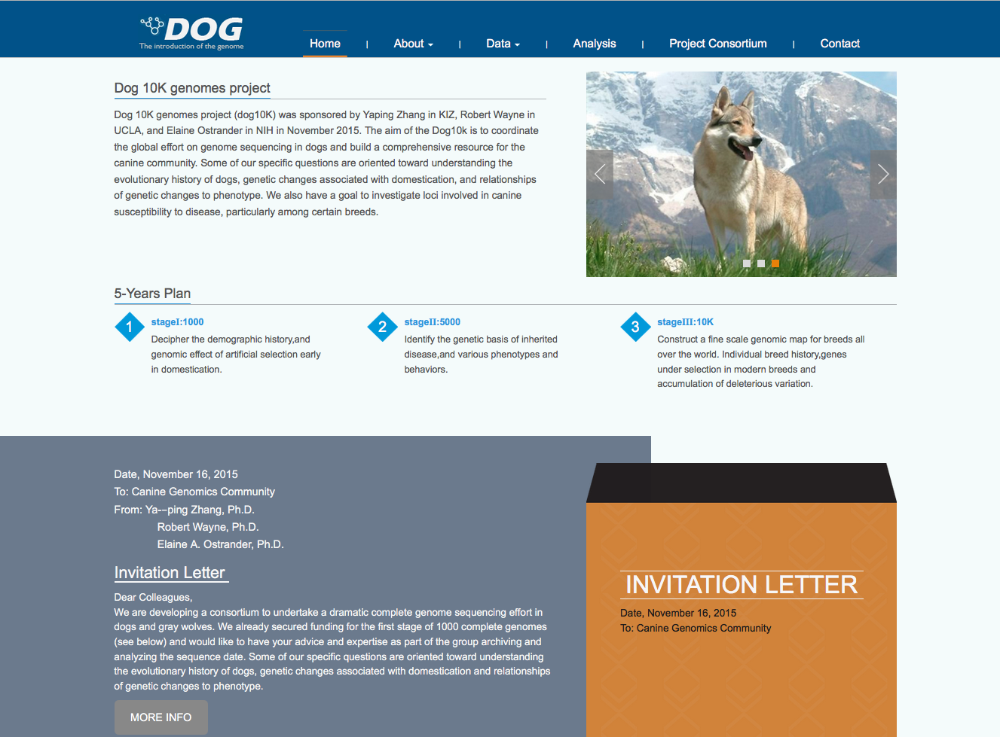 DOG
The introduction of the genome
Home | About | Data | Analysis | Project Consortium | Contact
Dog 10K genomes project
Dog 10K genomes project (dog10K) was sponsored by Yaping Zhang in KIZ, Robert Wayne in
UCLA, and Elaine Ostrander in NIH in November 2015. The aim of the Dog10k is to coordinate
the global effort on genome sequencing in dogs and build a comprehensive resource for the
canine community. Some of our specific questions are oriented toward understanding the
evolutionary history of dogs, genetic changes associated with domestication, and relationships
of genetic changes to phenotype. We also have a goal to investigate loci involved in canine
susceptibility to disease, particularly among certain breeds.
5-Years Plan
1
stageI:1000
Decipher the demographic history,and
genomic effect of artificial selection early
in domestication.
2
stageII:5000
Identify the genetic basis of inherited
disease,and various phenotypes and
behaviors.
3
stageIII:10K
Construct a fine scale genomic map for breeds all
over the world. Individual breed history,genes
under selection in modern breeds and
accumulation of deleterious variation.
Date, November 16, 2015
To: Canine Genomics Community
From: Ya-–ping Zhang, Ph.D.
Robert Wayne, Ph.D.
Elaine A. Ostrander, Ph.D.
Invitation Letter
Dear Colleagues,
We are developing a consortium to undertake a dramatic complete genome sequencing effort in
dogs and gray wolves. We already secured funding for the first stage of 1000 complete genomes
(see below) and would like to have your advice and expertise as part of the group archiving and
analyzing the sequence date. Some of our specific questions are oriented toward understanding
the evolutionary history of dogs, genetic changes associated with domestication and relationships
of genetic changes to phenotype.
MORE INFO
INVITATION LETTER
Date, November 16, 2015
To: Canine Genomics Community